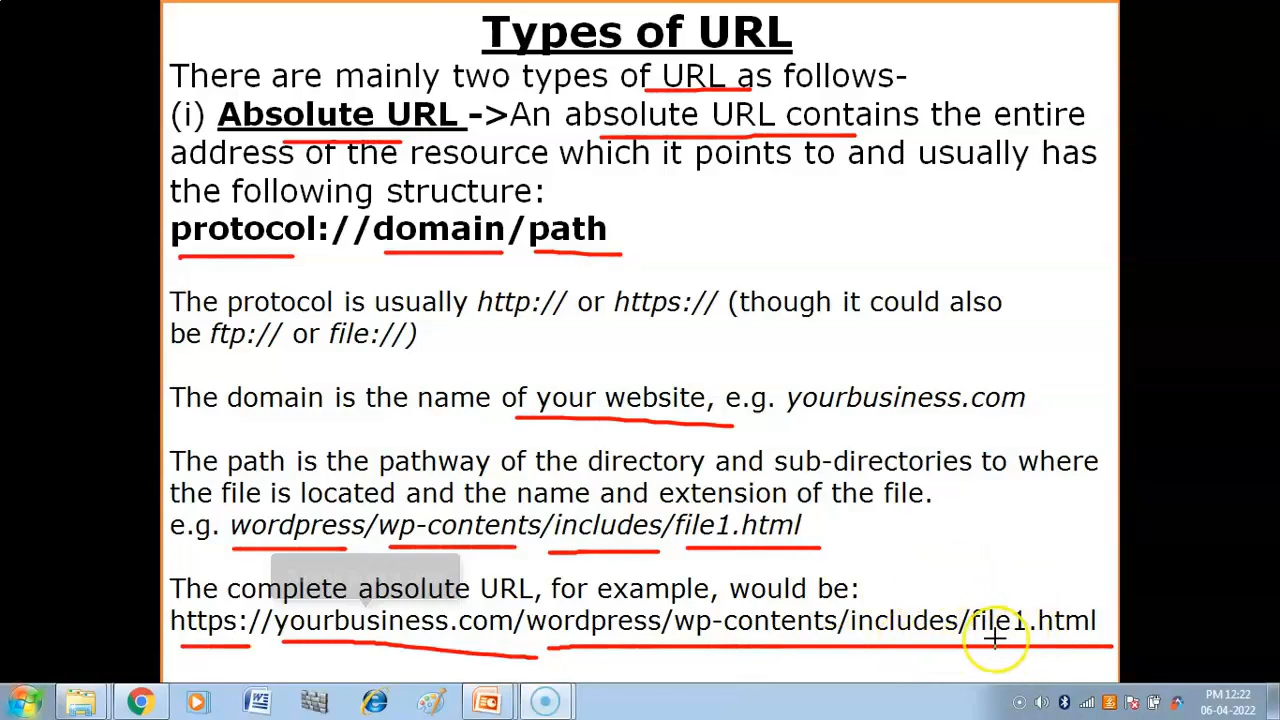 Types of URL
There are mainly two types of URL as follows-
(i) Absolute URL ->An absolute URL contains the entire
address of the resource which it points to and usually has
the following structure:
protocol://domain/path
The protocol is usually http:// or https:// (though it could also
be ftp:// or file://)
The domain is the name of your website, e.g. yourbusiness.com
The path is the pathway of the directory and sub-directories to where
the file is located and the name and extension of the file.
e.g. wordpress/wp-contents/includes/file1.html
The complete absolute URL, for example, would be:
https://yourbusiness.com/wordpress/wp-contents/includes/file1.html
PM 12:22
06-04-2022